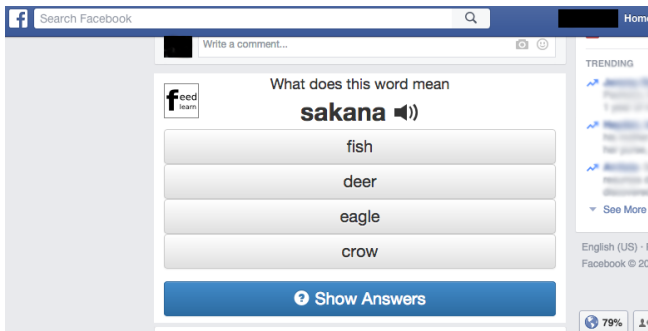 Search Facebook
Home
Write a comment...
TRENDING
feed
learn
What does this word mean
sakana
fish
deer
eagle
crow
Show Answers
See More
English (US) ·
Facebook © 20
79%